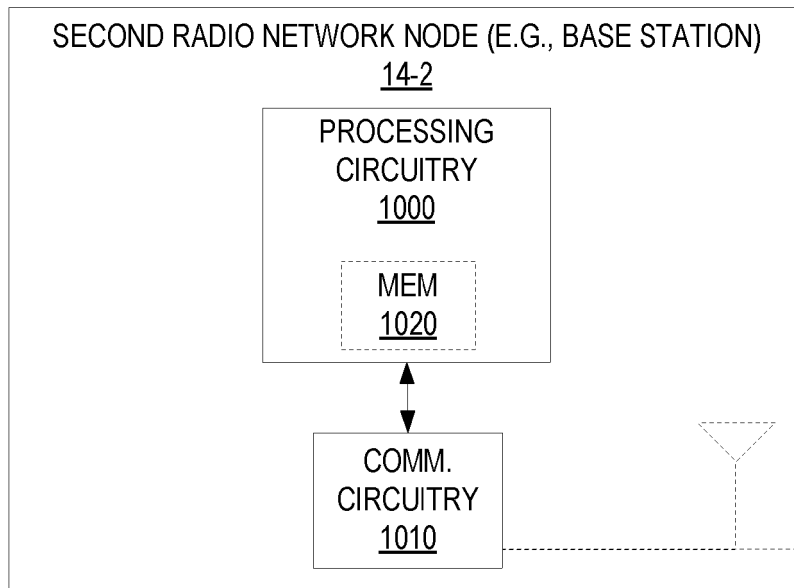 SECOND RADIO NETWORK NODE (E.G., BASE STATION)
14-2
PROCESSING
CIRCUITRY
1000
MEM
1020
COMM.
CIRCUITRY
1010